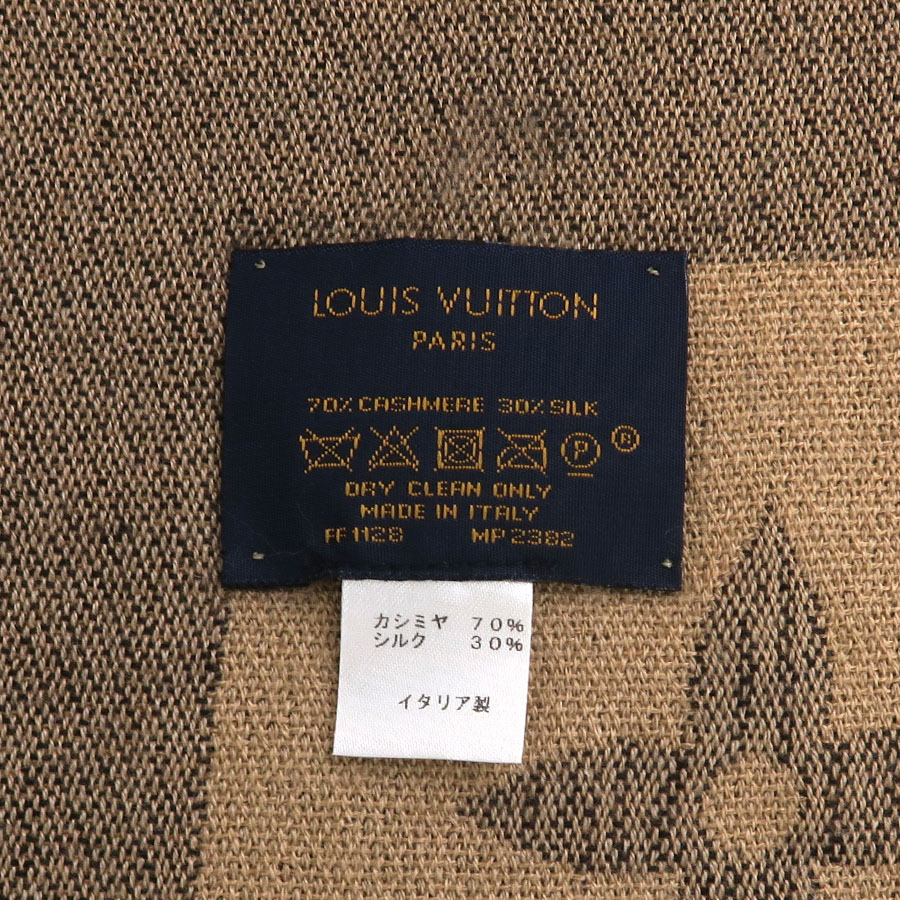 LOUIS VUITTON
PARIS
70% CASHMERE 30% SILK
P ®
DRY CLEAN ONLY
MADE IN ITALY
FF1128 MP2382
カシミヤ 70%
シルク 30%
イタリア製